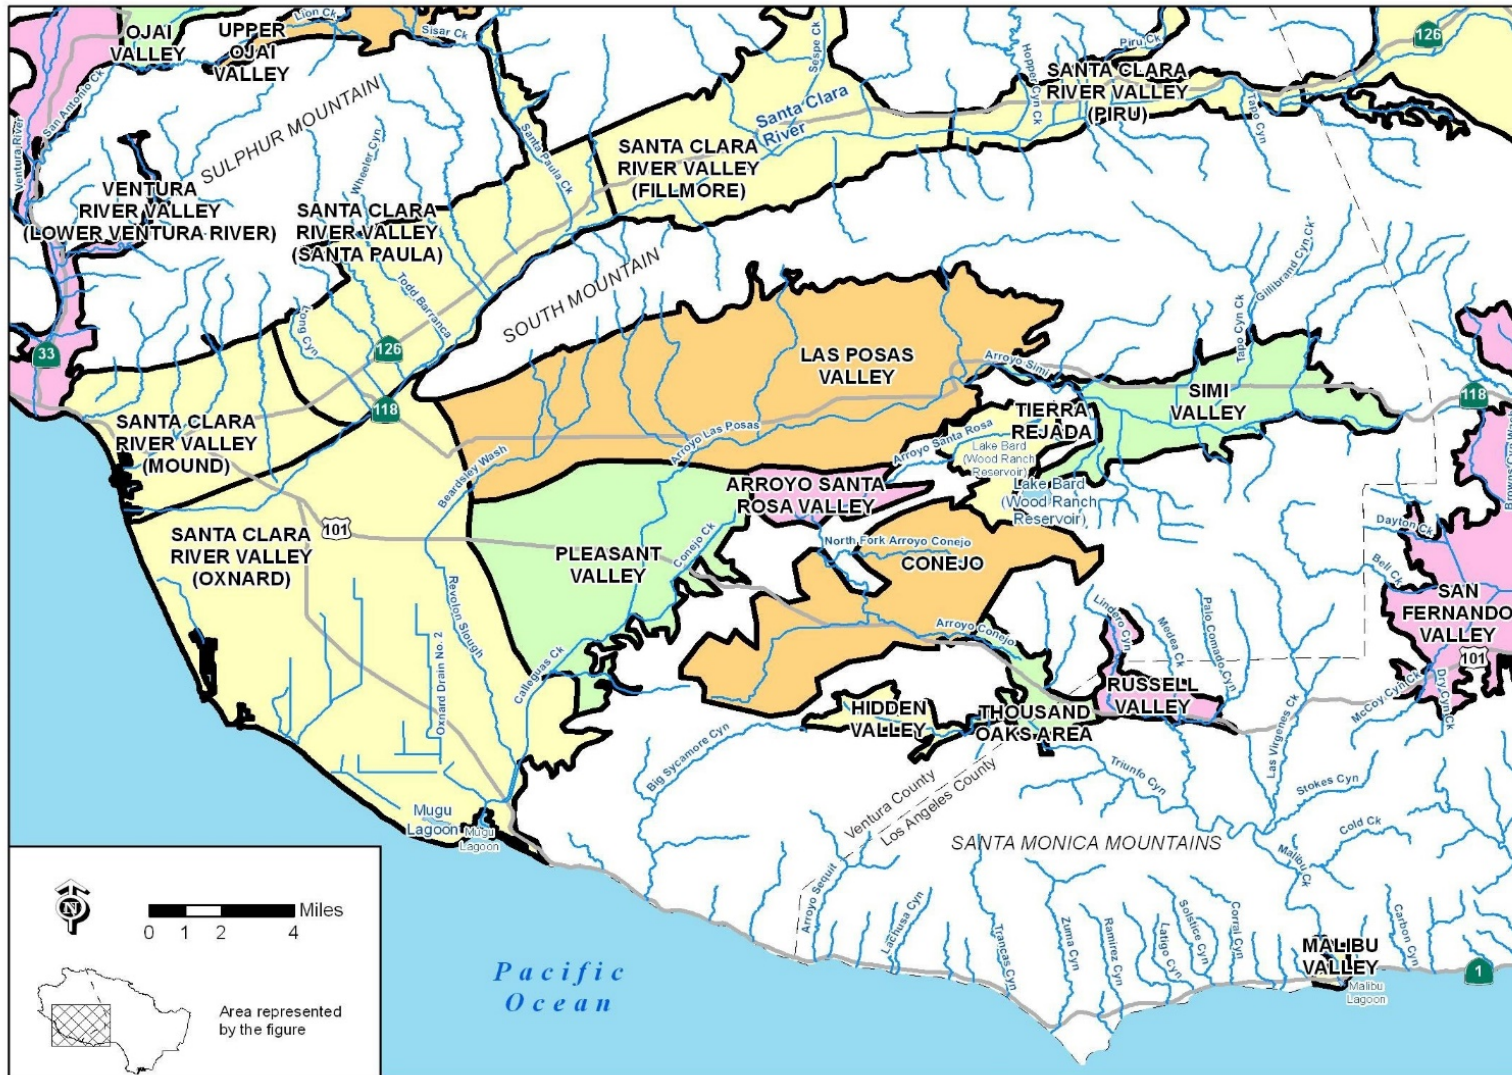 OJAI
VALLEY
UPPER
OJAI
VALLEY
Lion Ck
Sisar Ck
San Antonio Ck
Ventura River
SULPHUR MOUNTAIN
Wheeler Cyn
Santa Paula Ck
Sespe Ck
Hopper Cyn Ck
Piru Ck
126
SANTA CLARA
RIVER VALLEY
(PIRU)
Tapo Cyn
Santa Clara
River
SANTA CLARA
RIVER VALLEY
(FILLMORE)
VENTURA
RIVER VALLEY
(LOWER VENTURA RIVER)
SANTA CLARA
RIVER VALLEY
(SANTA PAULA)
Todd Barranca
Long Cyn
SOUTH MOUNTAIN
33
126
118
LAS POSAS
VALLEY
Arroyo Simi
Tapo Cyn Ck
Gillibrand Cyn Ck
SIMI
VALLEY
118
Browns Cyn Wash
SANTA CLARA
RIVER VALLEY
(MOUND)
Beardsley Wash
Arroyo Las Posas
TIERRA
REJADA
Arroyo Santa Rosa
Lake Bard
(Wood Ranch
Reservoir)
Lake Bard
(Wood Ranch
Reservoir)
ARROYO SANTA
ROSA VALLEY
101
SANTA CLARA
RIVER VALLEY
(OXNARD)
PLEASANT
VALLEY
Conejo Ck
North Fork Arroyo Conejo
CONEJO
Dayton Ck
Bell Ck
SAN
FERNANDO
VALLEY
101
Revolon Slough
Oxnard Drain No. 2
Calleguas Ck
Arroyo Conejo
Lindero Cyn
Medea Ck
Palo Comado Cyn
RUSSELL
VALLEY
Las Virgenes Ck
McCoy Cyn Ck
Dry Cyn Ck
HIDDEN
VALLEY
THOUSAND
OAKS AREA
Big Sycamore Cyn
Ventura County
Los Angeles County
Triunfo Cyn
Stokes Cyn
Cold Ck
Malibu Ck
Mugu
Lagoon
Mugu
Lagoon
SANTA MONICA MOUNTAINS
Arroyo Sequit
Lachusa Cyn
Trancas Cyn
Zuma Cyn
Ramirez Cyn
Latigo Cyn
Solstice Cyn
Corral Cyn
Carbon Cyn
MALIBU
VALLEY
Malibu
Lagoon
1
Pacific
Ocean
N
Miles
0 1 2 4
Area represented
by the figure